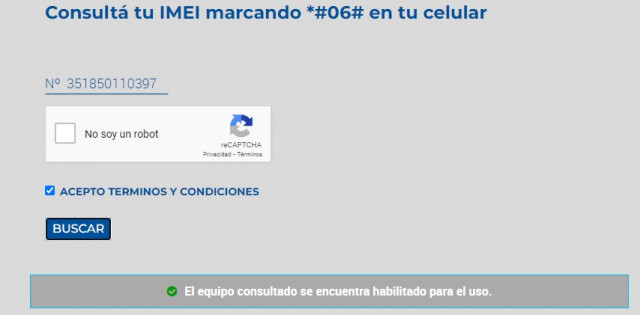 Consultá tu IMEI marcando *#06# en tu celular
Nº 351850110397
No soy un robot
reCAPTCHA
Privacidad - Términos
ACEPTO TERMINOS Y CONDICIONES
BUSCAR
El equipo consultado se encuentra habilitado para el uso.